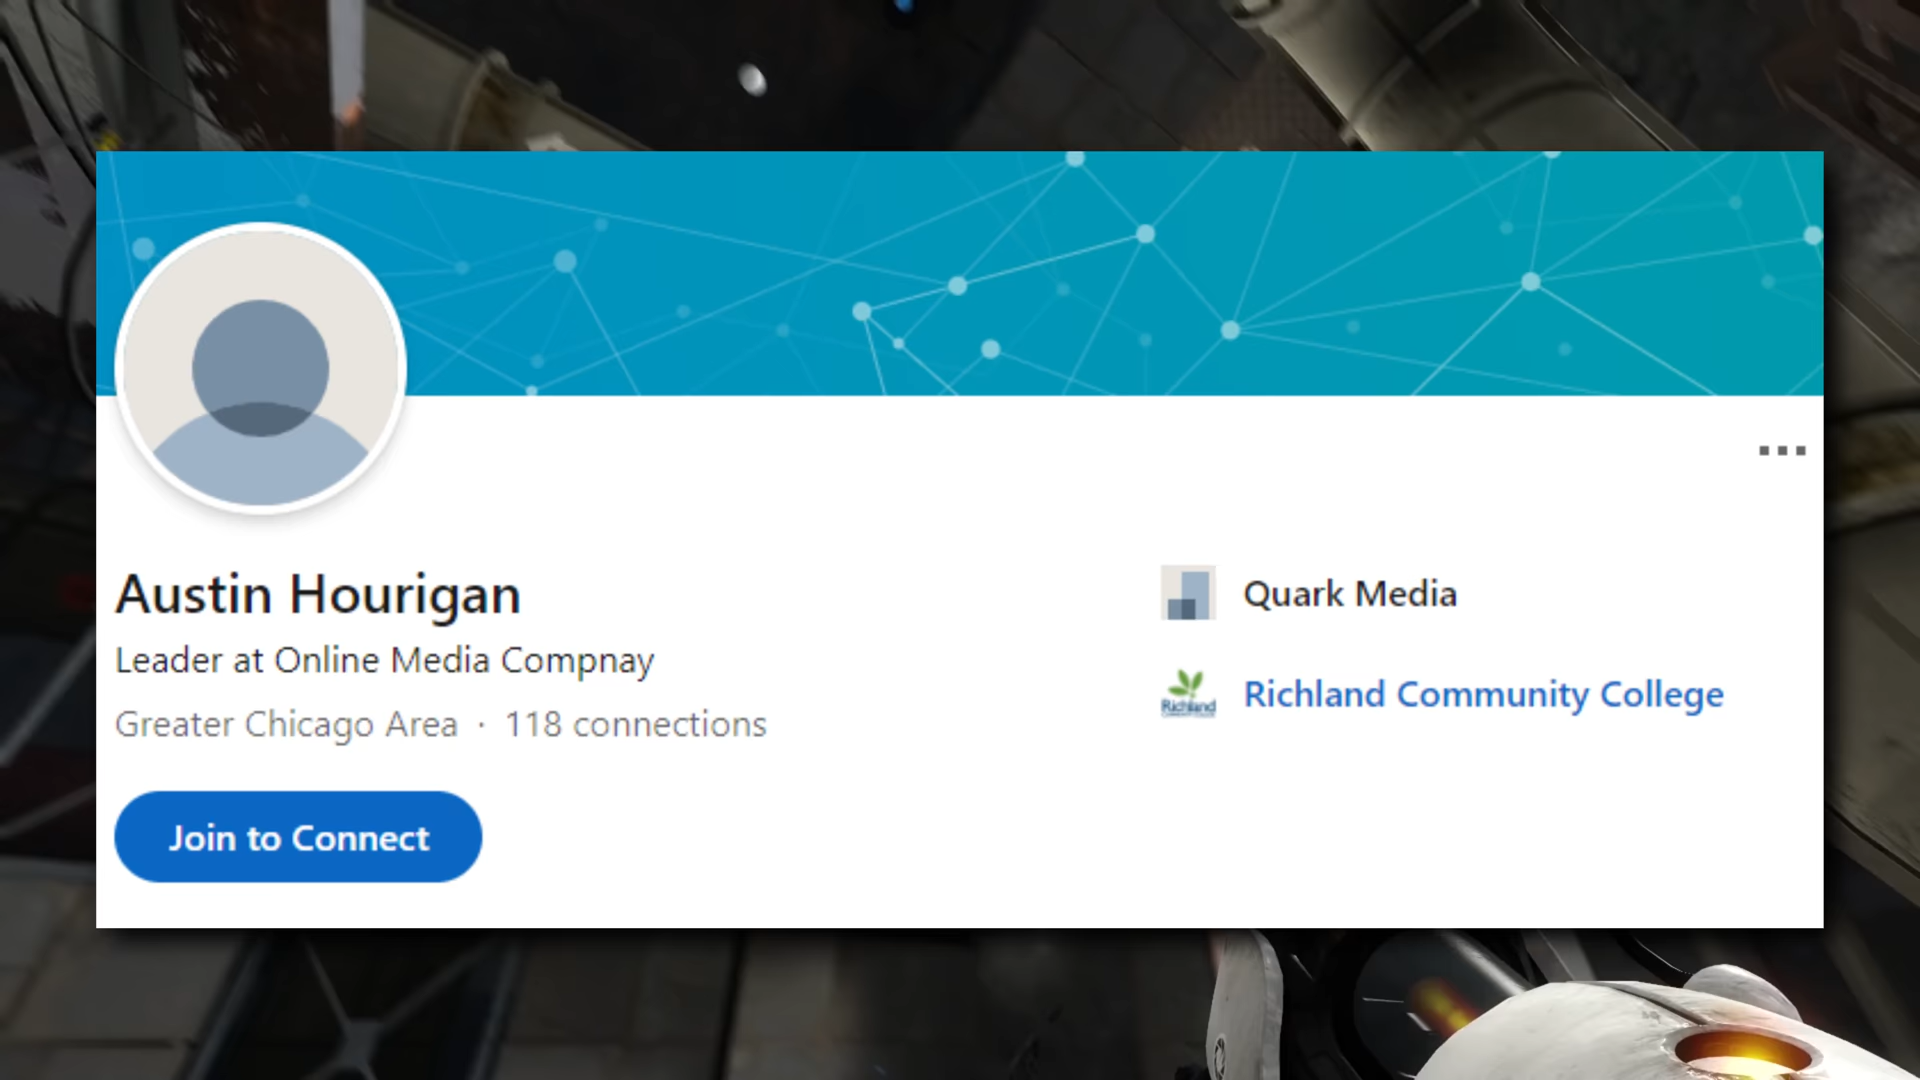 Austin Hourigan
Leader at Online Media Compnay
Greater Chicago Area · 118 connections
Join to Connect
Quark Media
Richland
Richland Community College